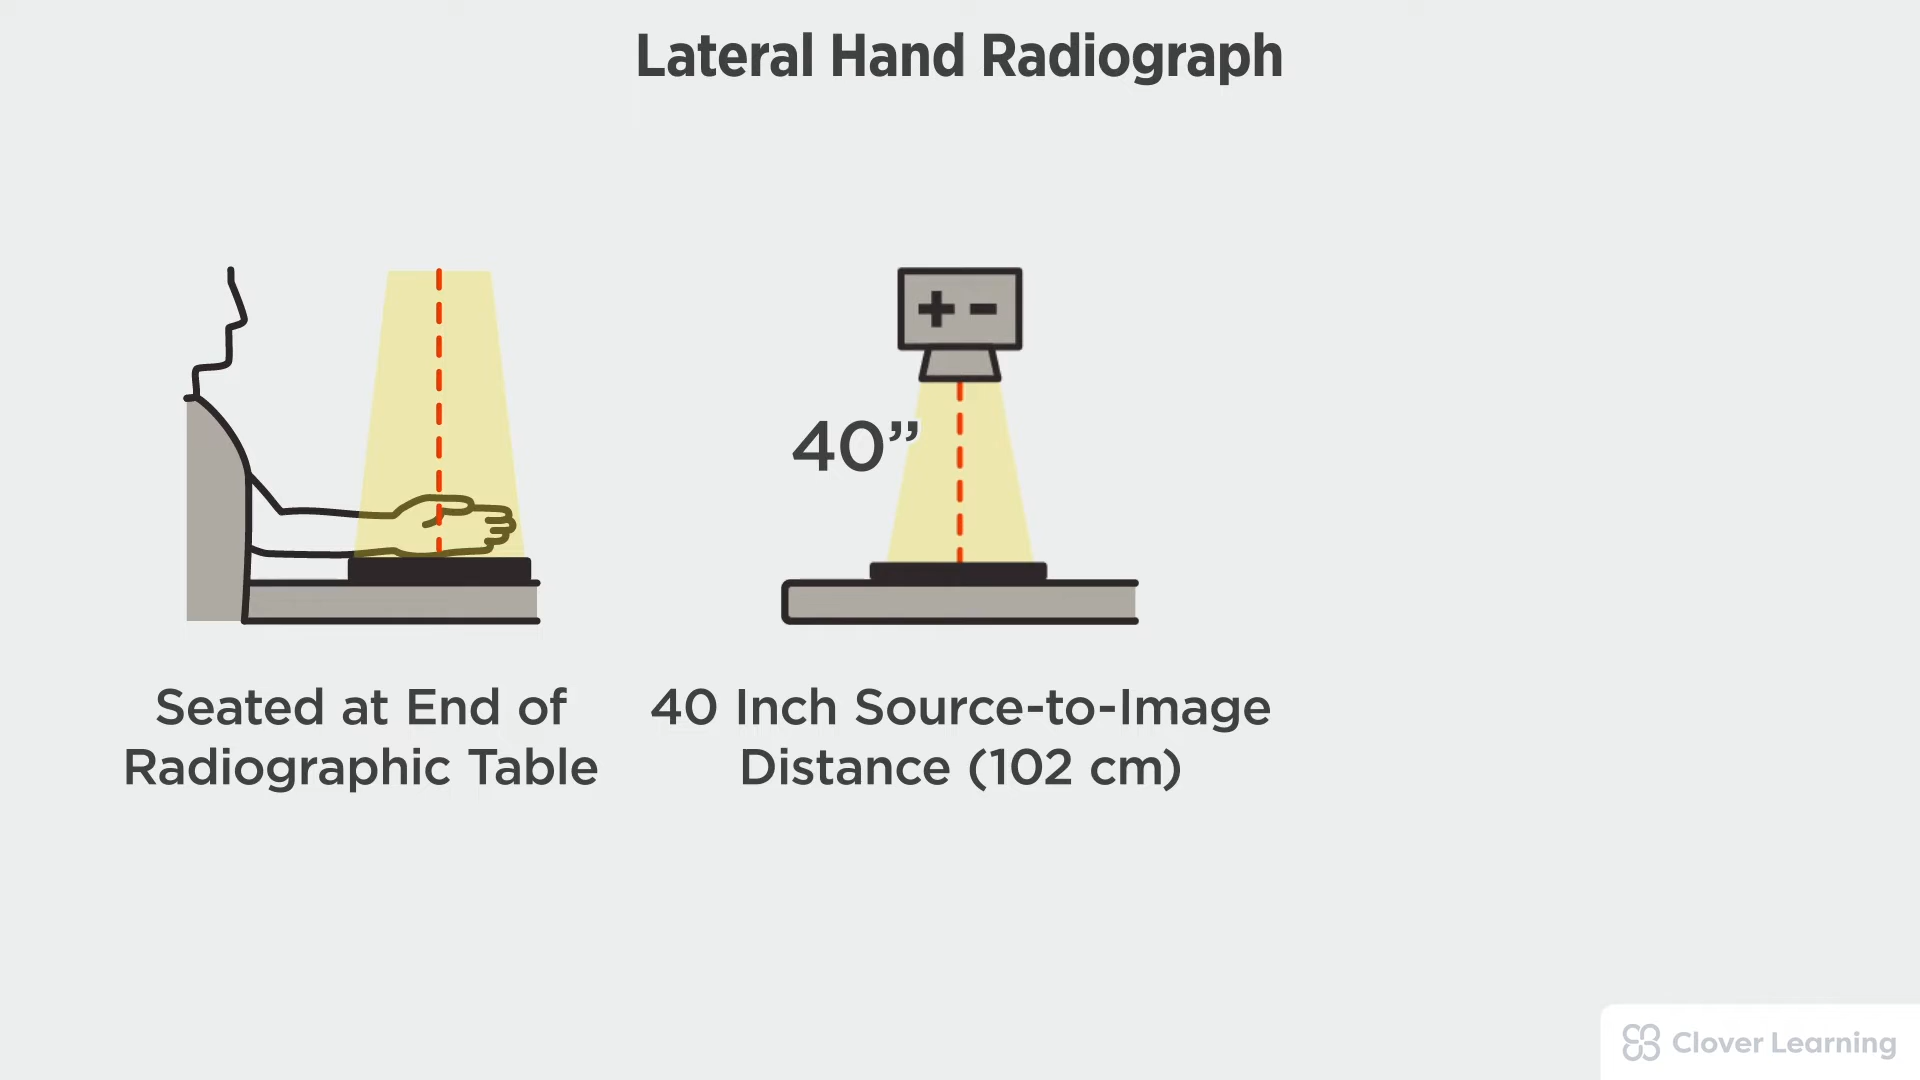 Lateral Hand Radiograph
40”
Seated at End of
Radiographic Table
40 Inch Source-to-Image
Distance (102 cm)
Clover Learning